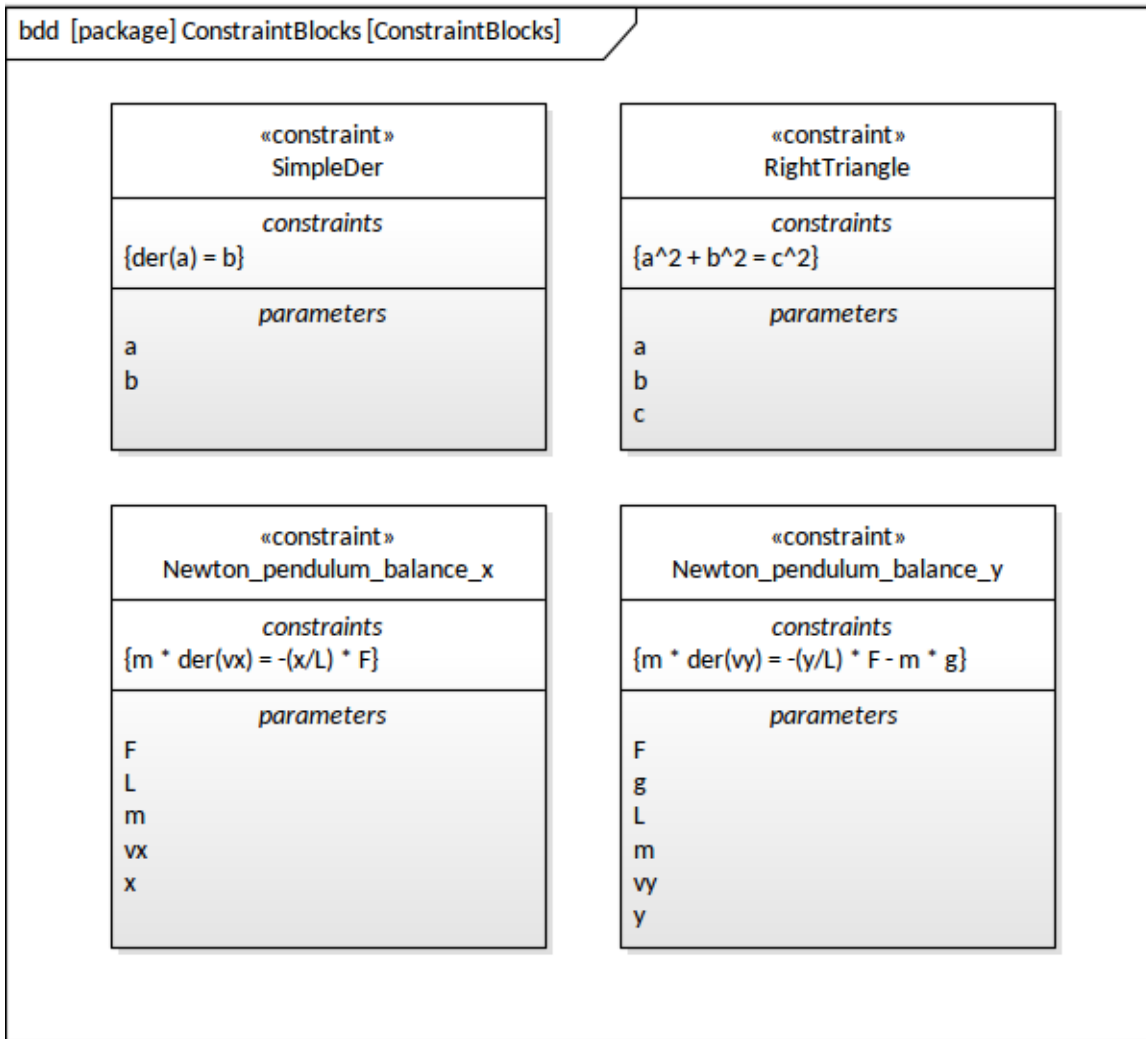 bdd [package] ConstraintBlocks [ConstraintBlocks]
«constraint»
SimpleDer
constraints
{der(a) = b}
parameters
a
b
«constraint»
RightTriangle
constraints
{a^2 + b^2 = c^2}
parameters
a
b
c
«constraint»
Newton_pendulum_balance_x
constraints
{m * der(vx) = -(x/L) * F}
parameters
F
L
m
vx
x
«constraint»
Newton_pendulum_balance_y
constraints
{m * der(vy) = -(y/L) * F - m * g}
parameters
F
g
L
m
vy
y